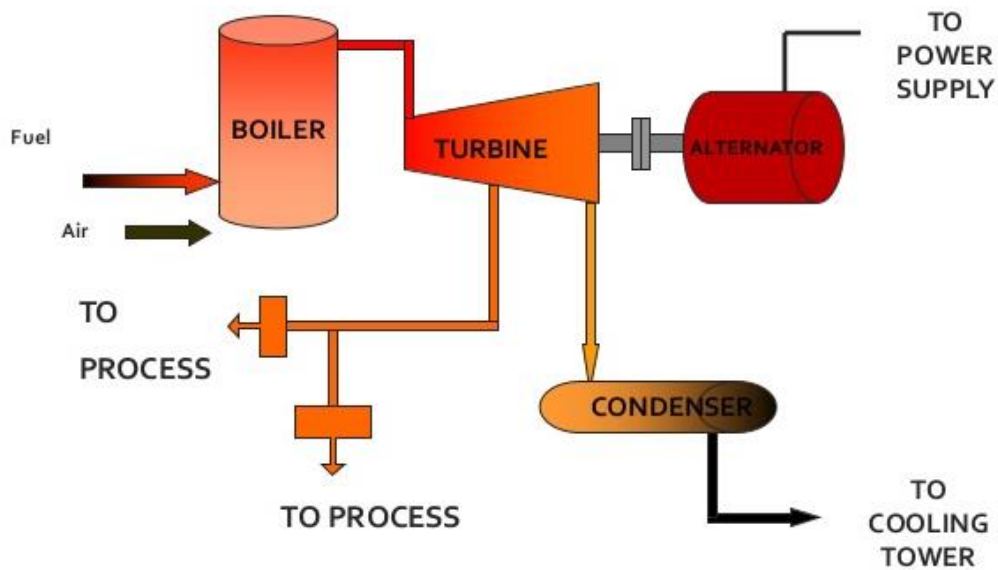 TO
POWER
SUPPLY
BOILER
Fuel
TURBINE
ALTERNATOR
Air
TO
PROCESS
CONDENSER
TO PROCESS
TO
COOLING
TOWER